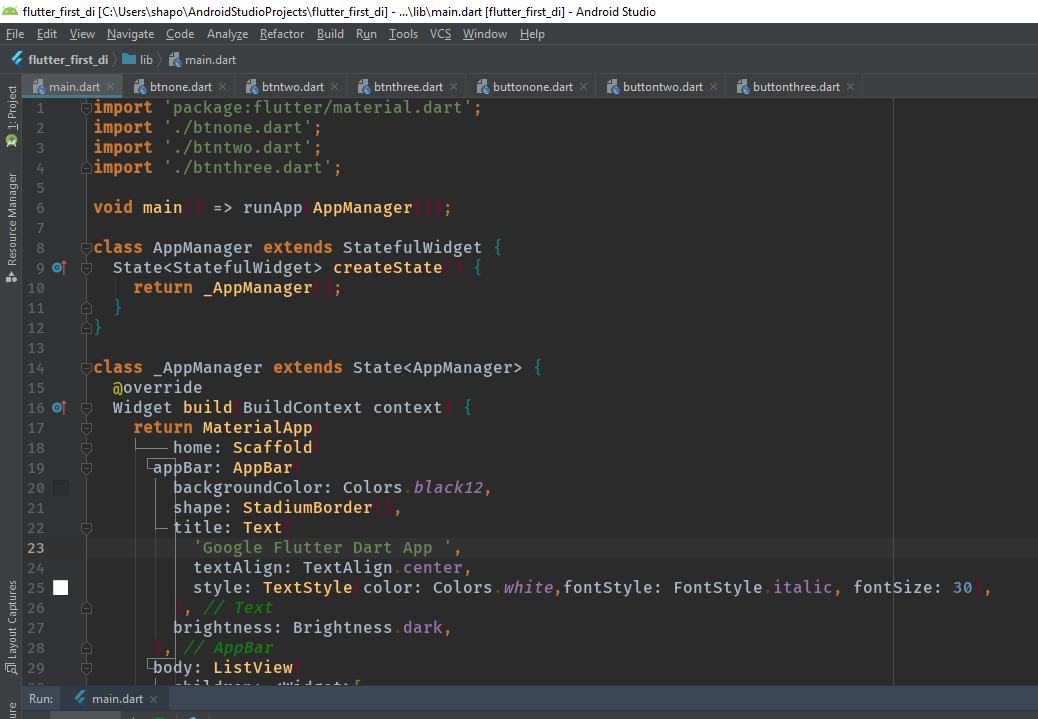 flutter_first_di [C:\Users\shapo\AndroidStudioProjects\flutter_first_di] - ...\lib\main.dart [flutter_first_di] - Android Studio
File Edit View Navigate Code Analyze Refactor Build Run Tools VCS Window Help
flutter_first_di lib main.dart
main.dart btnone.dart btntwo.dart btnthree.dart buttonone.dart buttontwo.dart buttonthree.dart
1: Project
Resource Manager
Layout Captures
1 import 'package:flutter/material.dart';
2 import './btnone.dart';
3 import './btntwo.dart';
4 import './btnthree.dart';
5
6 void main() => runApp(AppManager());
7
8 class AppManager extends StatefulWidget {
9 State<StatefulWidget> createState() {
10 return _AppManager();
11 }
12 }
13
14 class _AppManager extends State<AppManager> {
15 @override
16 Widget build(BuildContext context) {
17 return MaterialApp(
18 home: Scaffold(
19 appBar: AppBar(
20 backgroundColor: Colors.black12,
21 shape: StadiumBorder(),
22 title: Text(
23 'Google Flutter Dart App ',
24 textAlign: TextAlign.center,
25 style: TextStyle(color: Colors.white,fontStyle: FontStyle.italic, fontSize: 30),
26 ), // Text
27 brightness: Brightness.dark,
28 ), // AppBar
29 body: ListView(
children: <Widget>[
Run: main.dart